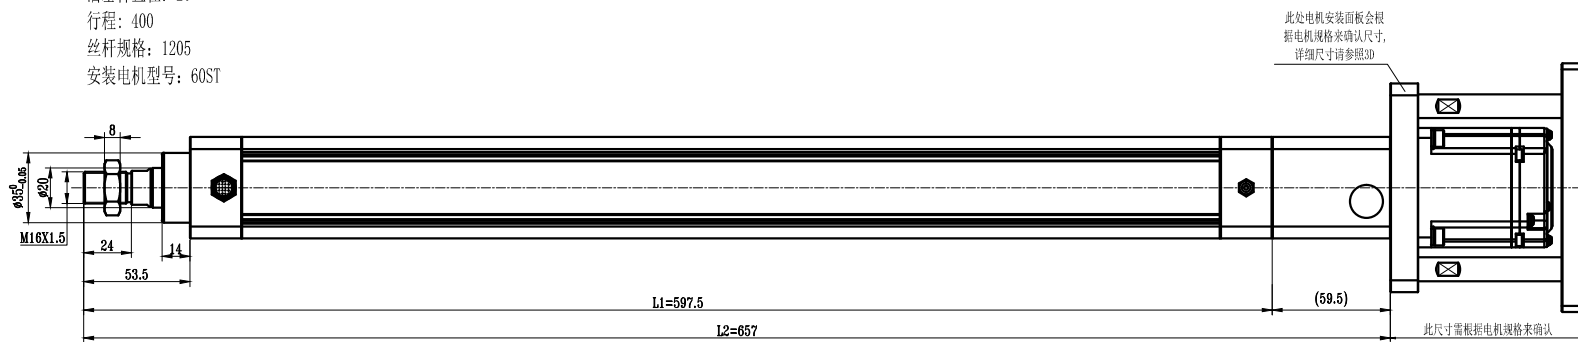 行程: 400
丝杆规格: 1205
安装电机型号: 60ST
此处电机安装面板会根
据电机规格来确认尺寸,
详细尺寸请参照3D
8
ø35 0 -0.05
ø20
M16X1.5
24
14
53.5
L1=597.5
(59.5)
L2=657
此尺寸需根据电机规格来确认